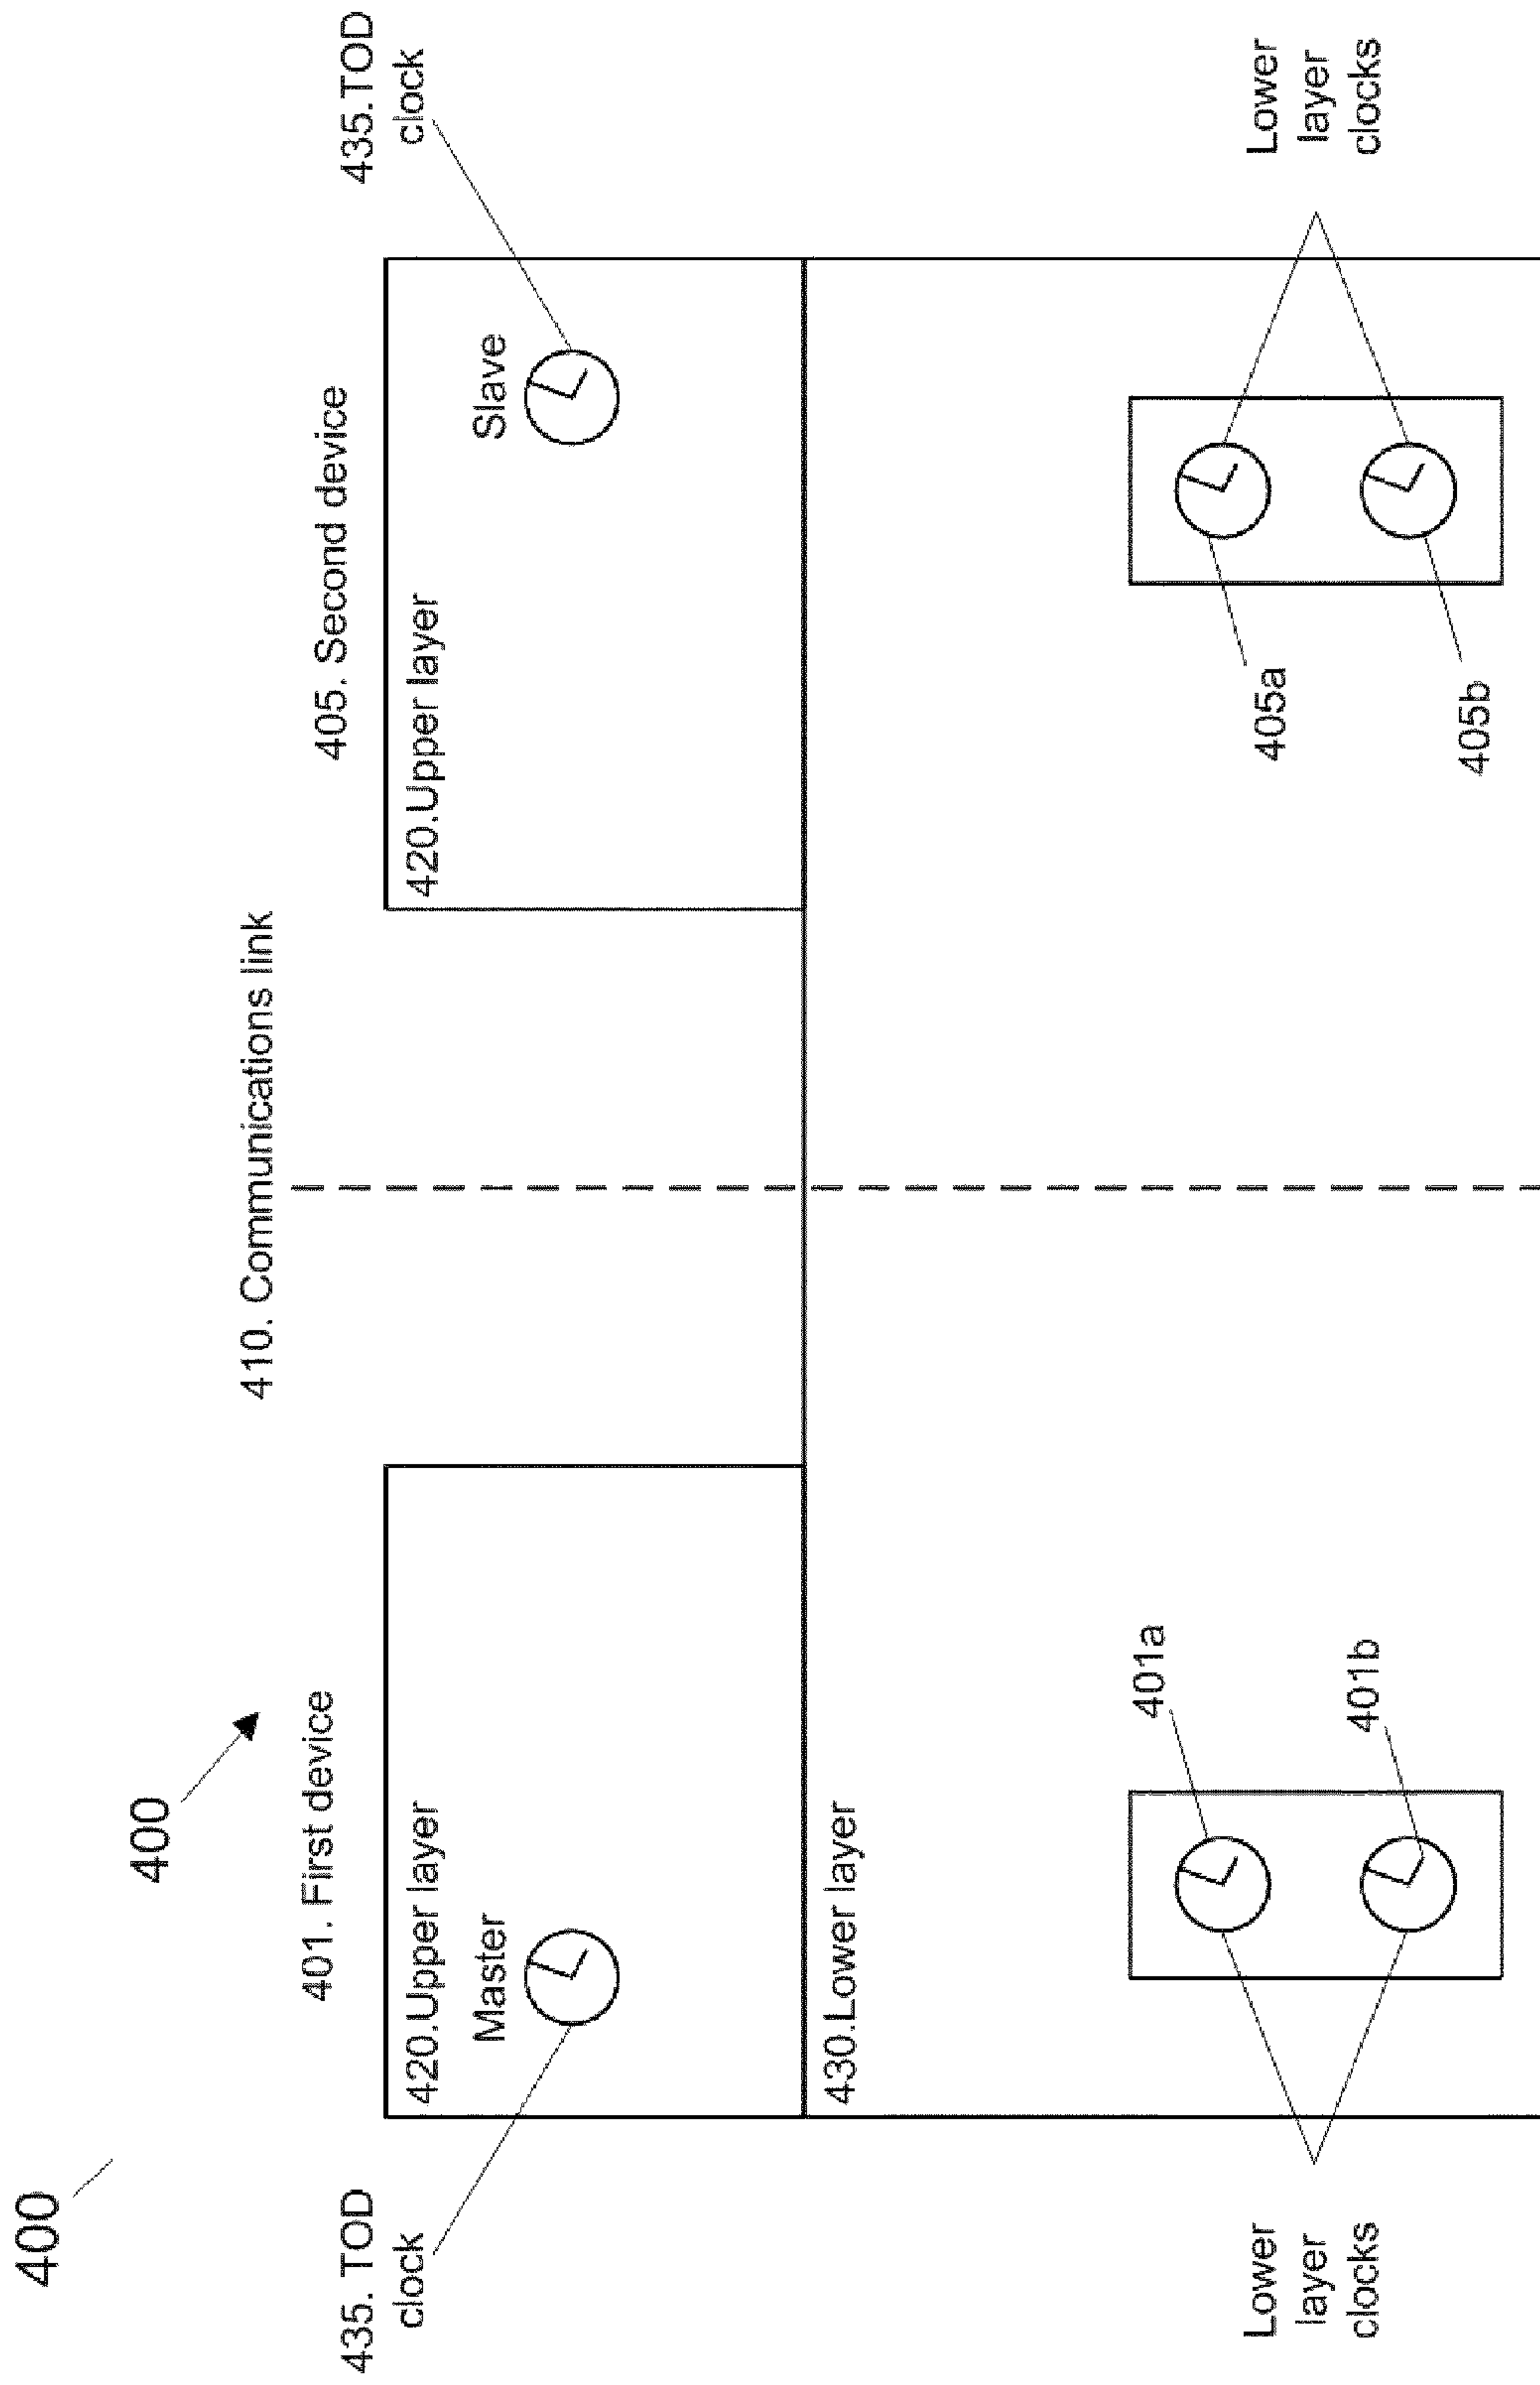 400
400
410. Communications link
401. First device
405. Second device
435. TOD
clock
435.TOD
clock
420.Upper layer
420.Upper layer
Master
Slave
430.Lower layer
401a
401b
405a
405b
Lower
layer
clocks
Lower
layer
clocks